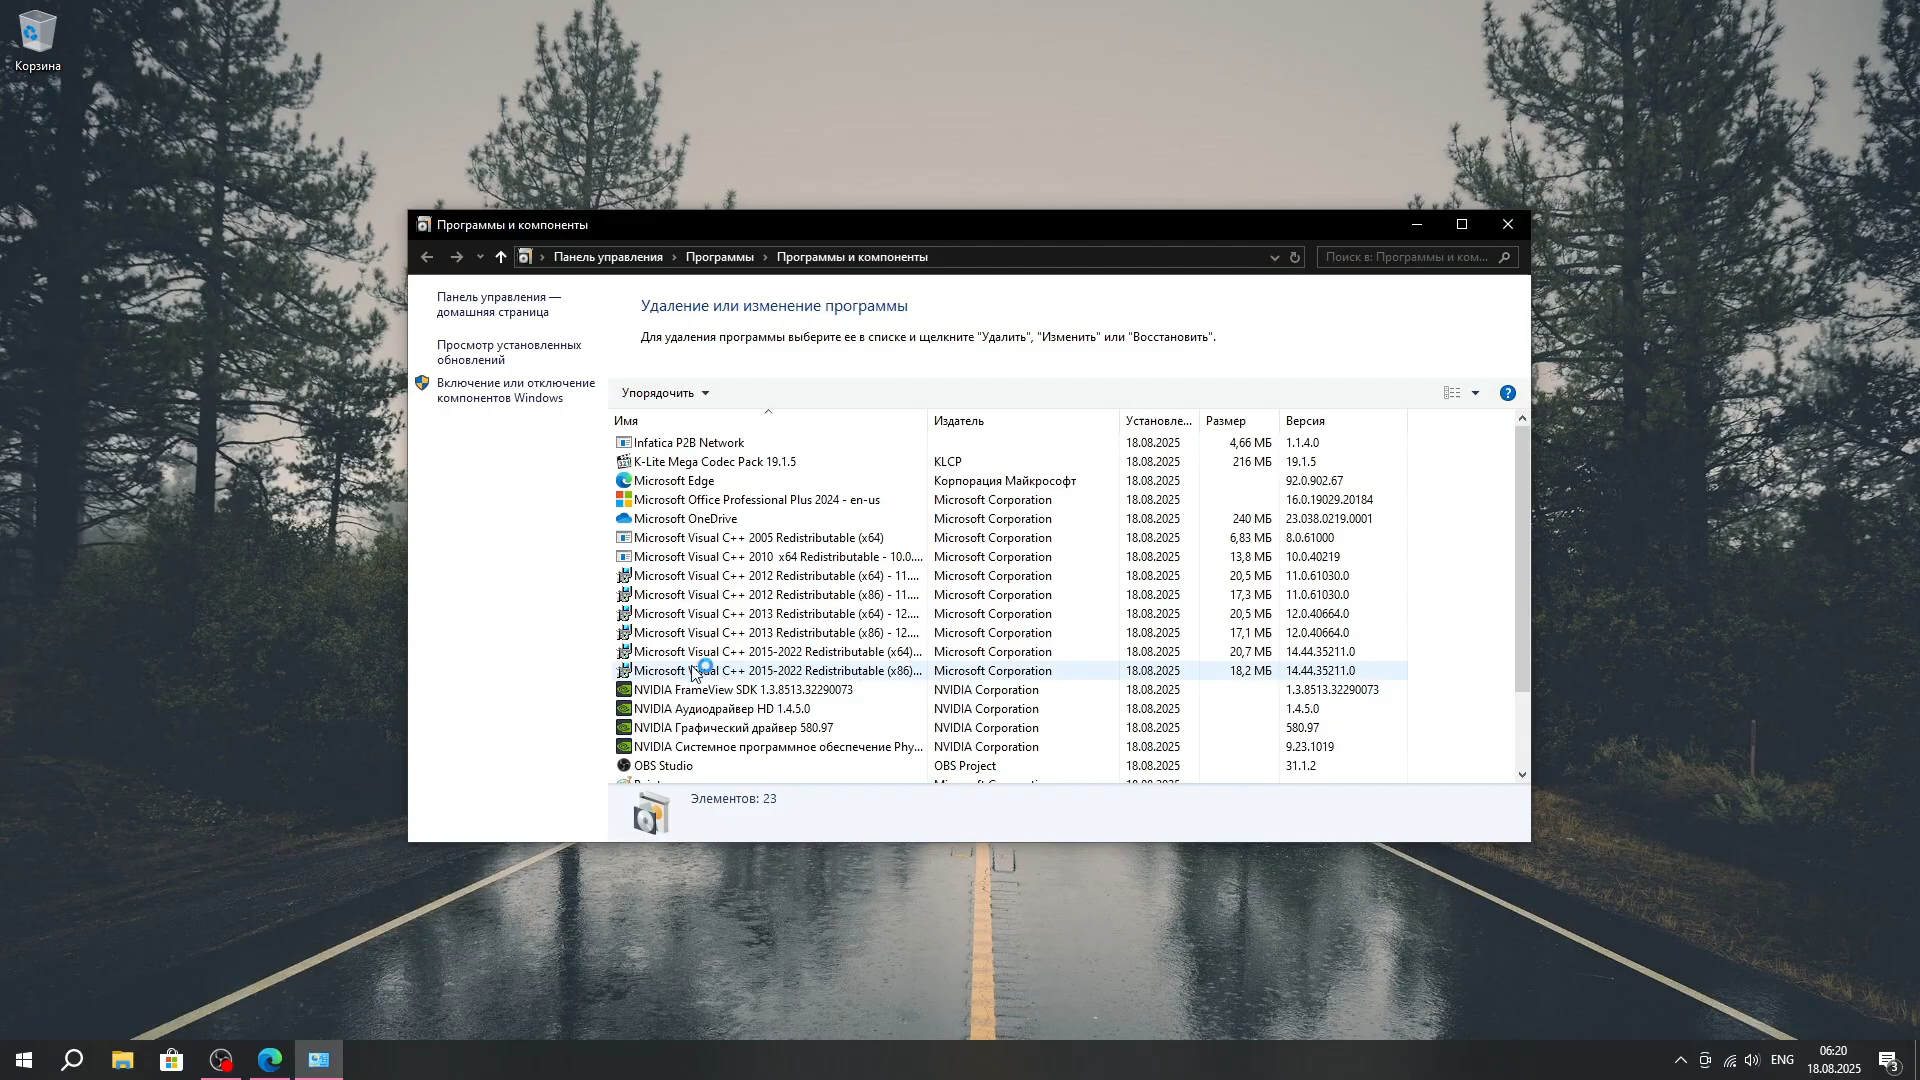 Корзина
Программы и компоненты
Панель управления › Программы › Программы и компоненты
Поиск в: Программы и ком...
Панель управления —
домашняя страница
Просмотр установленных
обновлений
Включение или отключение
компонентов Windows
Удаление или изменение программы
Для удаления программы выберите ее в списке и щелкните "Удалить", "Изменить" или "Восстановить".
Упорядочить
Имя Издатель Установле... Размер Версия
Infatica P2B Network 18.08.2025 4,66 МБ 1.1.4.0
K-Lite Mega Codec Pack 19.1.5 KLCP 18.08.2025 216 МБ 19.1.5
Microsoft Edge Корпорация Майкрософт 18.08.2025 92.0.902.67
Microsoft Office Professional Plus 2024 - en-us Microsoft Corporation 18.08.2025 16.0.19029.20184
Microsoft OneDrive Microsoft Corporation 18.08.2025 240 МБ 23.038.0219.0001
Microsoft Visual C++ 2005 Redistributable (x64) Microsoft Corporation 18.08.2025 6,83 МБ 8.0.61000
Microsoft Visual C++ 2010 x64 Redistributable - 10.0.... Microsoft Corporation 18.08.2025 13,8 МБ 10.0.40219
Microsoft Visual C++ 2012 Redistributable (x64) - 11.... Microsoft Corporation 18.08.2025 20,5 МБ 11.0.61030.0
Microsoft Visual C++ 2012 Redistributable (x86) - 11.... Microsoft Corporation 18.08.2025 17,3 МБ 11.0.61030.0
Microsoft Visual C++ 2013 Redistributable (x64) - 12.... Microsoft Corporation 18.08.2025 20,5 МБ 12.0.40664.0
Microsoft Visual C++ 2013 Redistributable (x86) - 12.... Microsoft Corporation 18.08.2025 17,1 МБ 12.0.40664.0
Microsoft Visual C++ 2015-2022 Redistributable (x64)... Microsoft Corporation 18.08.2025 20,7 МБ 14.44.35211.0
Microsoft Visual C++ 2015-2022 Redistributable (x86)... Microsoft Corporation 18.08.2025 18,2 МБ 14.44.35211.0
NVIDIA FrameView SDK 1.3.8513.32290073 NVIDIA Corporation 18.08.2025 1.3.8513.32290073
NVIDIA Аудиодрайвер HD 1.4.5.0 NVIDIA Corporation 18.08.2025 1.4.5.0
NVIDIA Графический драйвер 580.97 NVIDIA Corporation 18.08.2025 580.97
NVIDIA Системное программное обеспечение Phy... NVIDIA Corporation 18.08.2025 9.23.1019
OBS Studio OBS Project 18.08.2025 31.1.2
Элементов: 23
ENG
06:20
18.08.2025
3